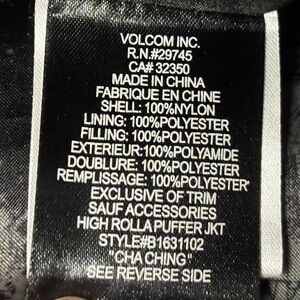 VOLCOM INC.
R.N.#29745
CA# 32350
MADE IN CHINA
FABRIQUE EN CHINE
SHELL: 100%NYLON
LINING: 100%POLYESTER
FILLING: 100%POLYESTER
EXTERIEUR:100%POLYAMIDE
DOUBLURE: 100%POLYESTER
REMPLISSAGE: 100%POLYESTER
EXCLUSIVE OF TRIM
SAUF ACCESSORIES
HIGH ROLLA PUFFER JKT
STYLE#B1631102
"CHA CHING"
SEE REVERSE SIDE